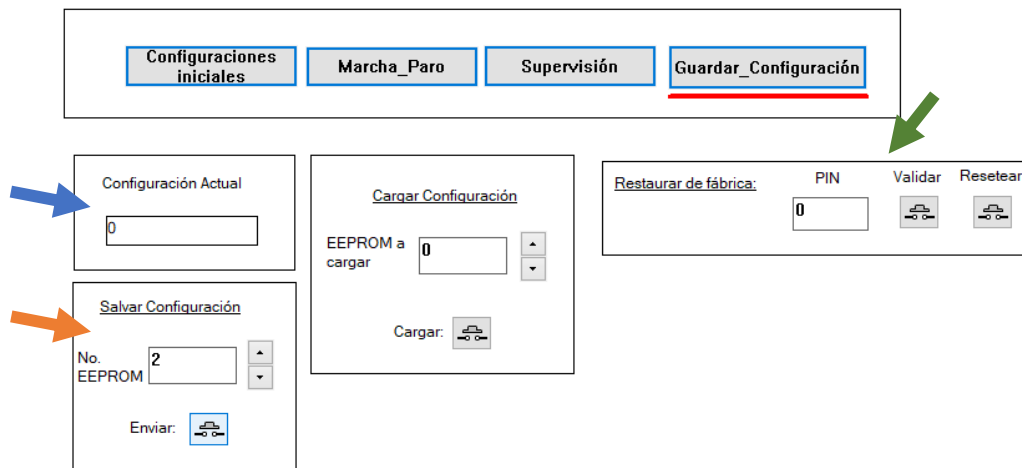 Configuraciones
iniciales
Marcha_Paro
Supervisión
Guardar_Configuración
Configuración Actual
0
Salvar Configuración
No.
EEPROM
2
Enviar:
Cargar Configuración
EEPROM a
cargar
0
Cargar:
Restaurar de fábrica:
PIN
0
Validar
Resetear